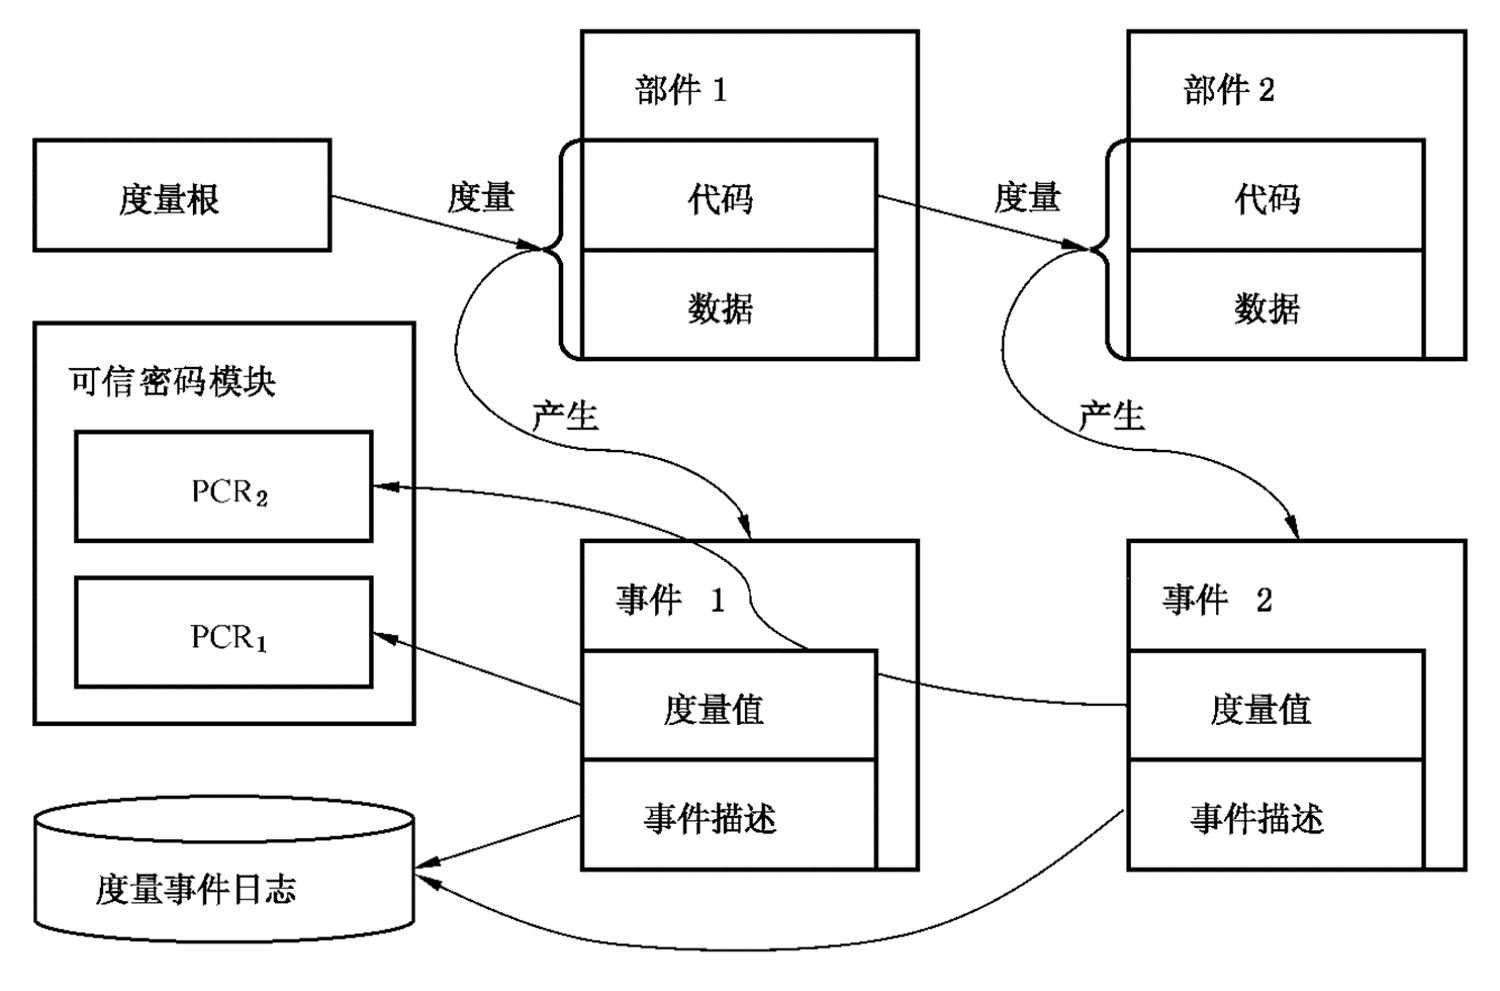 部件 1
部件 2
度量根
度量
代码
度量
代码
数据
数据
可信密码模块
产生
产生
PCR₂
事件 1
事件 2
PCR₁
度量值
度量值
事件描述
事件描述
度量事件日志